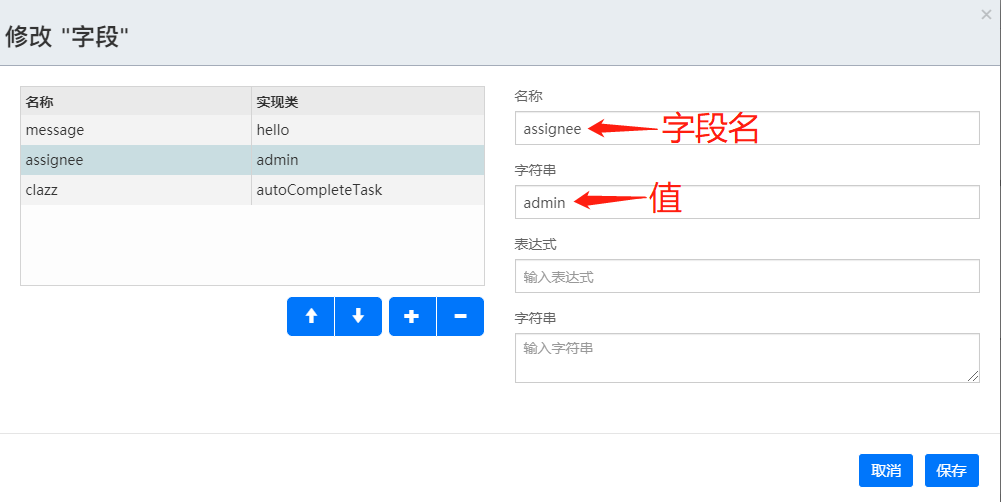 修改 "字段"
×
名称 实现类
message hello
assignee admin
clazz autoCompleteTask
名称
assignee 字段名
字符串
admin 值
表达式
输入表达式
字符串
输入字符串
取消 保存